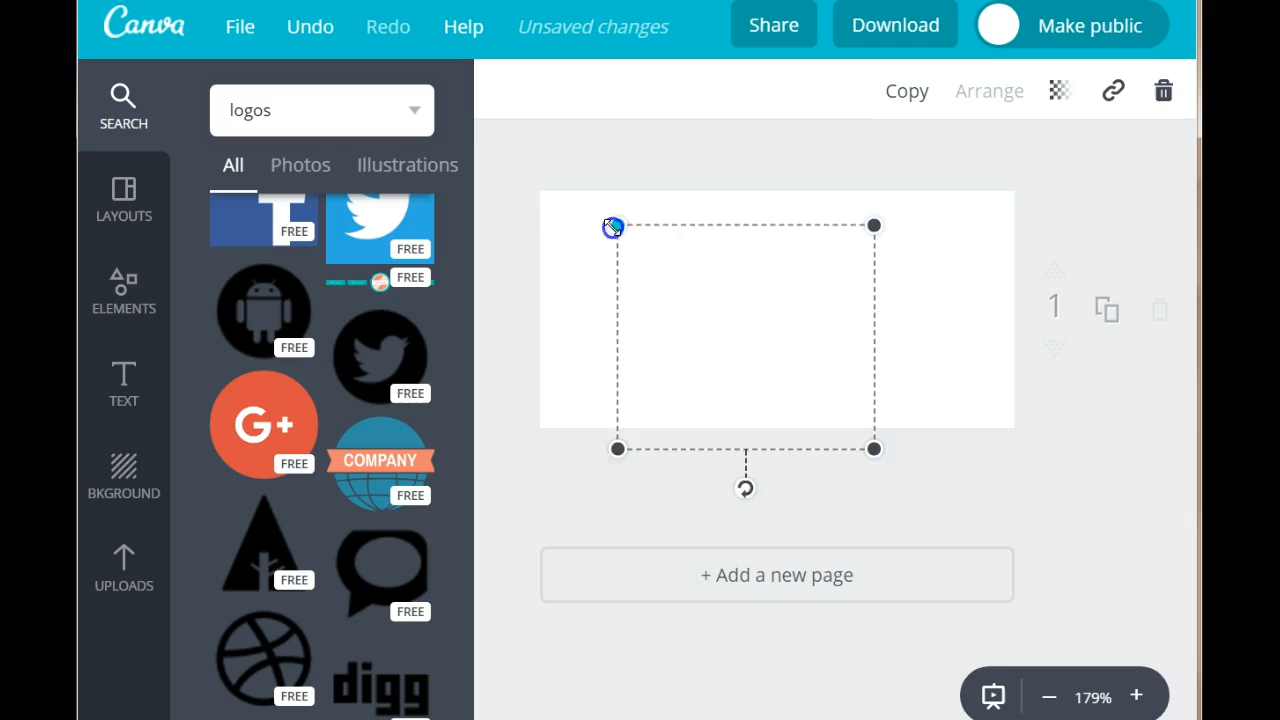 Canva File Undo Redo Help Unsaved changes Share Download Make public
SEARCH
LAYOUTS
ELEMENTS
TEXT
BKGROUND
UPLOADS
logos
All Photos Illustrations
FREE
FREE
FREE
FREE
FREE
G+
FREE
COMPANY
FREE
FREE
FREE
FREE
digg
Copy Arrange
1
+ Add a new page
179%